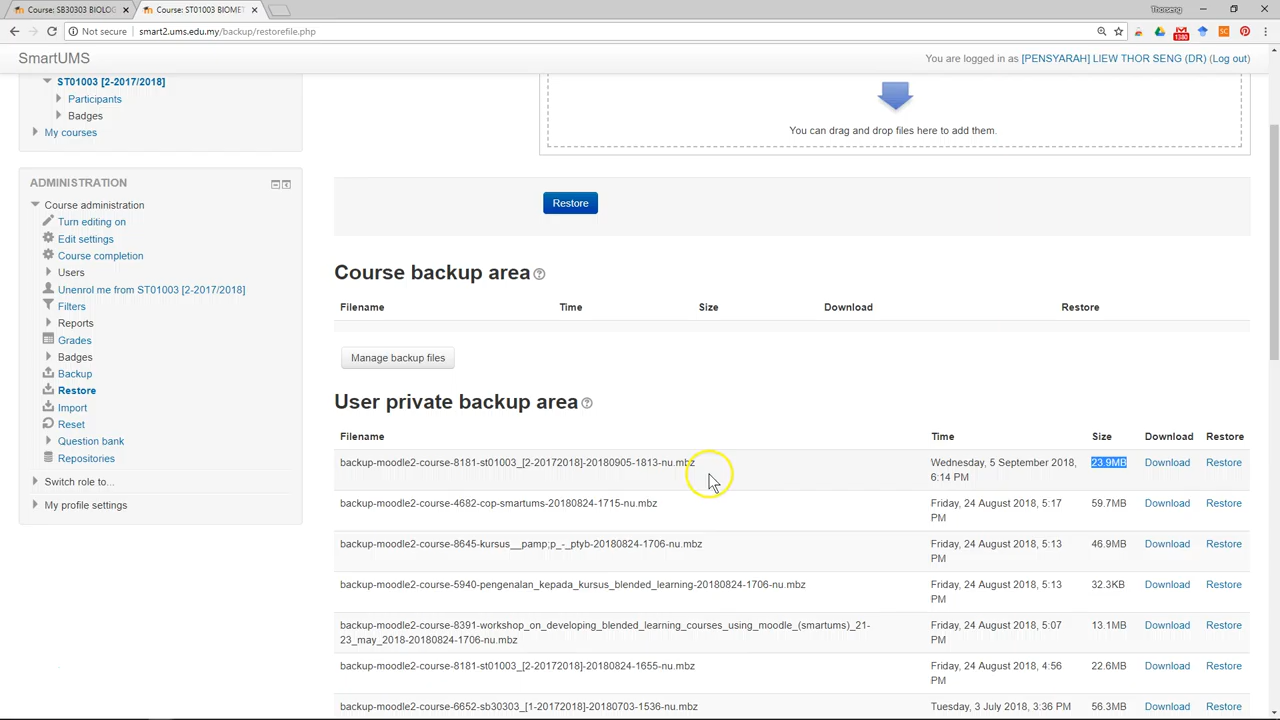 Course: SB30303 BIOLOG
Course: ST01003 BIOMET
Thorseng
Not secure
smart2.ums.edu.my/backup/restorefile.php
1380
SC
SmartUMS
You are logged in as [PENSYARAH] LIEW THOR SENG (DR) (Log out)
ST01003 [2-2017/2018]
Participants
Badges
My courses
You can drag and drop files here to add them.
ADMINISTRATION
Course administration
Turn editing on
Edit settings
Course completion
Users
Unenrol me from ST01003 [2-2017/2018]
Filters
Reports
Grades
Badges
Backup
Restore
Import
Reset
Question bank
Repositories
Switch role to...
My profile settings
Restore
Course backup area
Filename Time Size Download Restore
Manage backup files
User private backup area
Filename Time Size Download Restore
backup-moodle2-course-8181-st01003_[2-20172018]-20180905-1813-nu.mbz Wednesday, 5 September 2018, 23.9MB Download Restore
6:14 PM
backup-moodle2-course-4682-cop-smartums-20180824-1715-nu.mbz Friday, 24 August 2018, 5:17 59.7MB Download Restore
PM
backup-moodle2-course-8645-kursus__pamp;p_-_ptyb-20180824-1706-nu.mbz Friday, 24 August 2018, 5:13 46.9MB Download Restore
PM
backup-moodle2-course-5940-pengenalan_kepada_kursus_blended_learning-20180824-1706-nu.mbz Friday, 24 August 2018, 5:13 32.3KB Download Restore
PM
backup-moodle2-course-8391-workshop_on_developing_blended_learning_courses_using_moodle_(smartums)_21- Friday, 24 August 2018, 5:07 13.1MB Download Restore
23_may_2018-20180824-1706-nu.mbz PM
backup-moodle2-course-8181-st01003_[2-20172018]-20180824-1655-nu.mbz Friday, 24 August 2018, 4:56 22.6MB Download Restore
PM
backup-moodle2-course-6652-sb30303_[1-20172018]-20180703-1536-nu.mbz Tuesday, 3 July 2018, 3:36 PM 56.3MB Download Restore